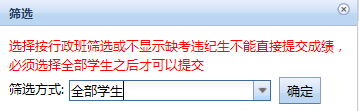 筛选
选择按行政班筛选或不显示缺考违纪生不能直接提交成绩，
必须选择全部学生之后才可以提交
筛选方式: 全部学生 确定